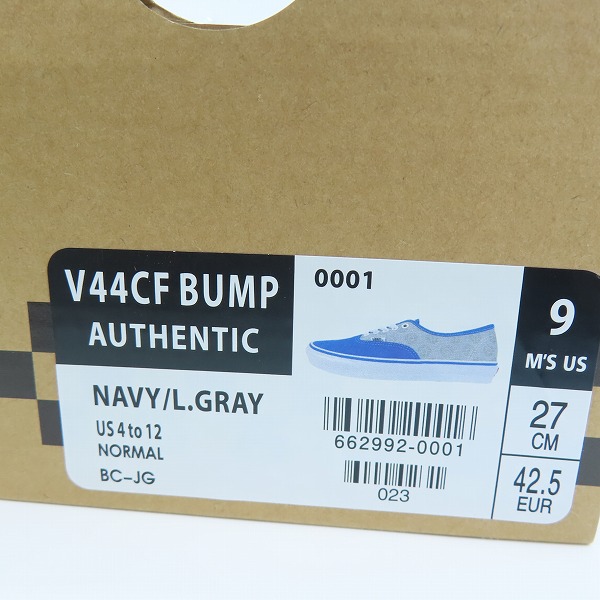 V44CF BUMP
AUTHENTIC
0001
9
M'S US
NAVY/L.GRAY
US 4 to 12
NORMAL
BC-JG
662992-0001
023
27
CM
42.5
EUR